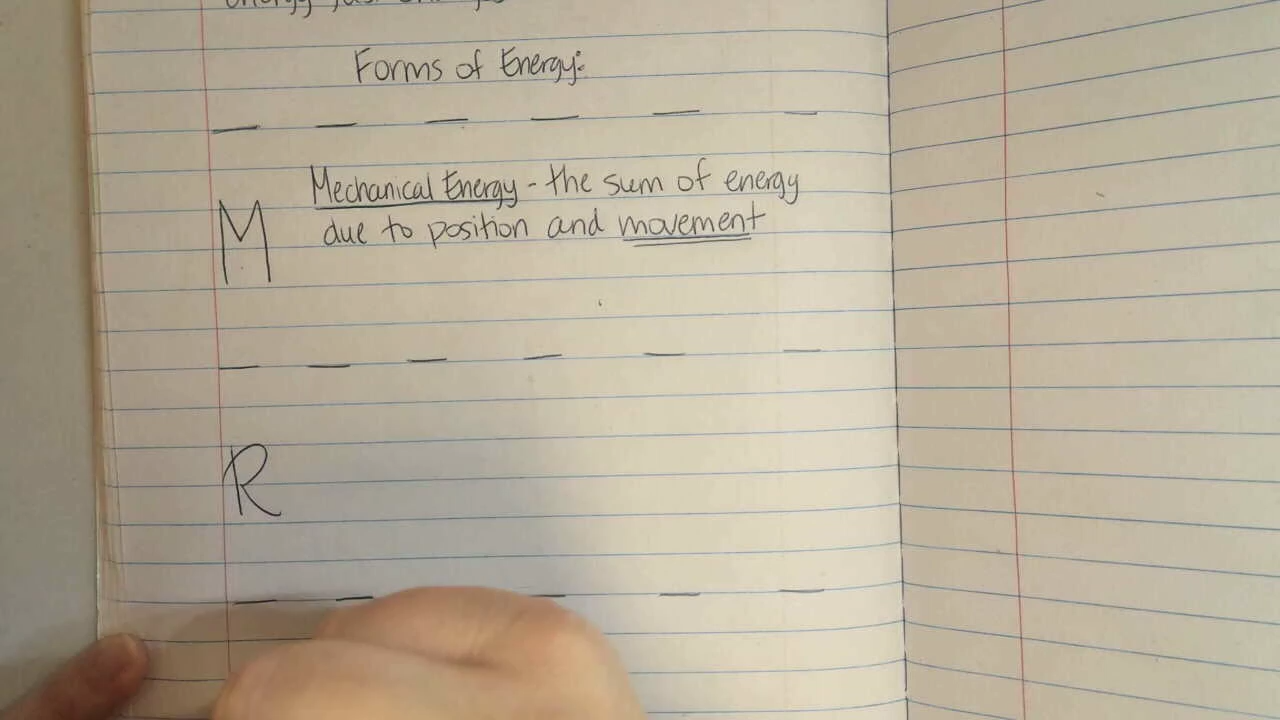 Forms of Energy:
Mechanical Energy - the sum of energy
M
due to position and movement
R